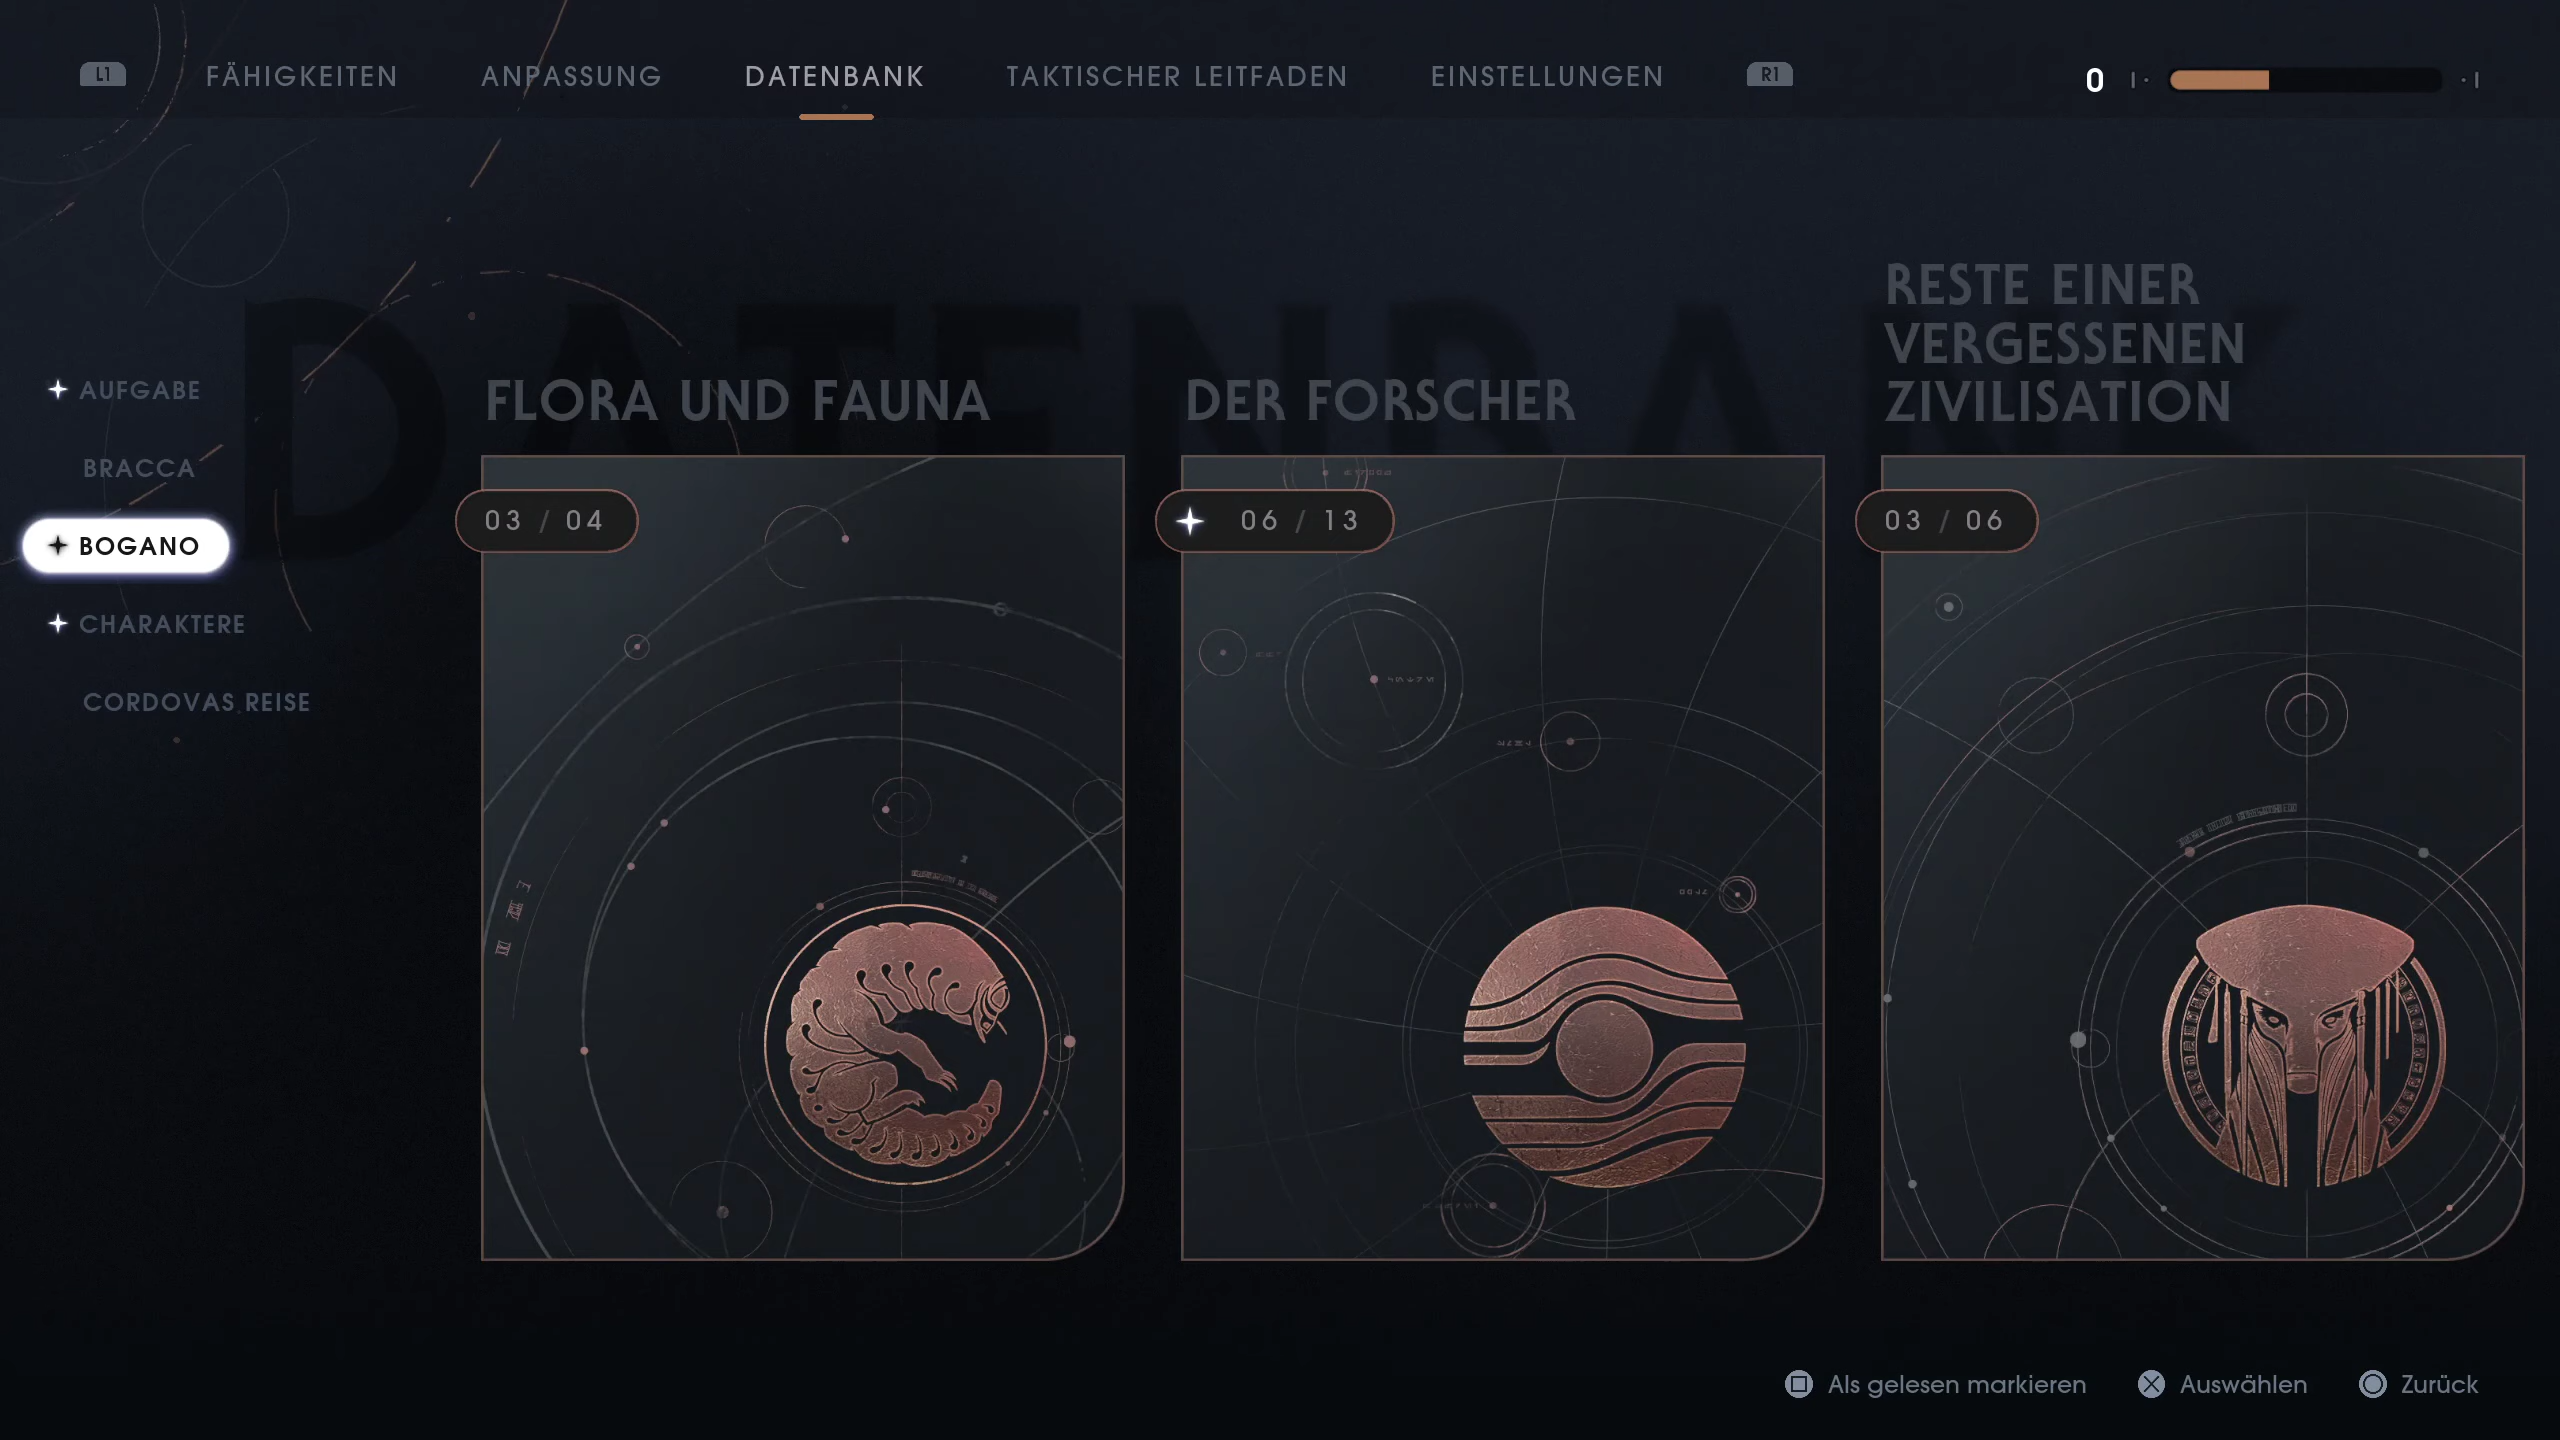 L1
FÄHIGKEITEN
ANPASSUNG
DATENBANK
TAKTISCHER LEITFADEN
EINSTELLUNGEN
R1
0
DATENBANK
AUFGABE
BRACCA
BOGANO
CHARAKTERE
CORDOVAS REISE
FLORA UND FAUNA
03 / 04
DER FORSCHER
06 / 13
RESTE EINER
VERGESSENEN
ZIVILISATION
03 / 06
Als gelesen markieren
Auswählen
Zurück